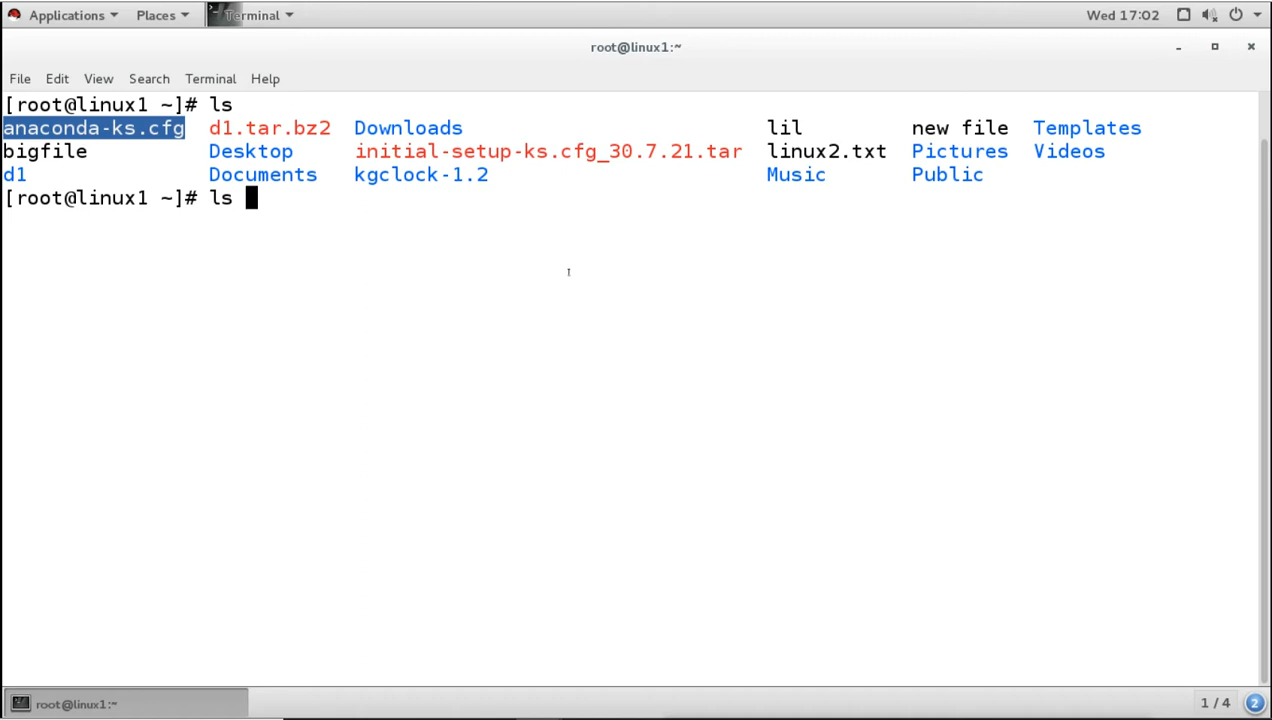 Applications Places Terminal Wed 17:02
root@linux1:~
File Edit View Search Terminal Help
[root@linux1 ~]# ls
anaconda-ks.cfg d1.tar.bz2 Downloads lil new file Templates
bigfile Desktop initial-setup-ks.cfg_30.7.21.tar linux2.txt Pictures Videos
d1 Documents kgclock-1.2 Music Public
[root@linux1 ~]# ls
root@linux1:~ 1 / 4 2